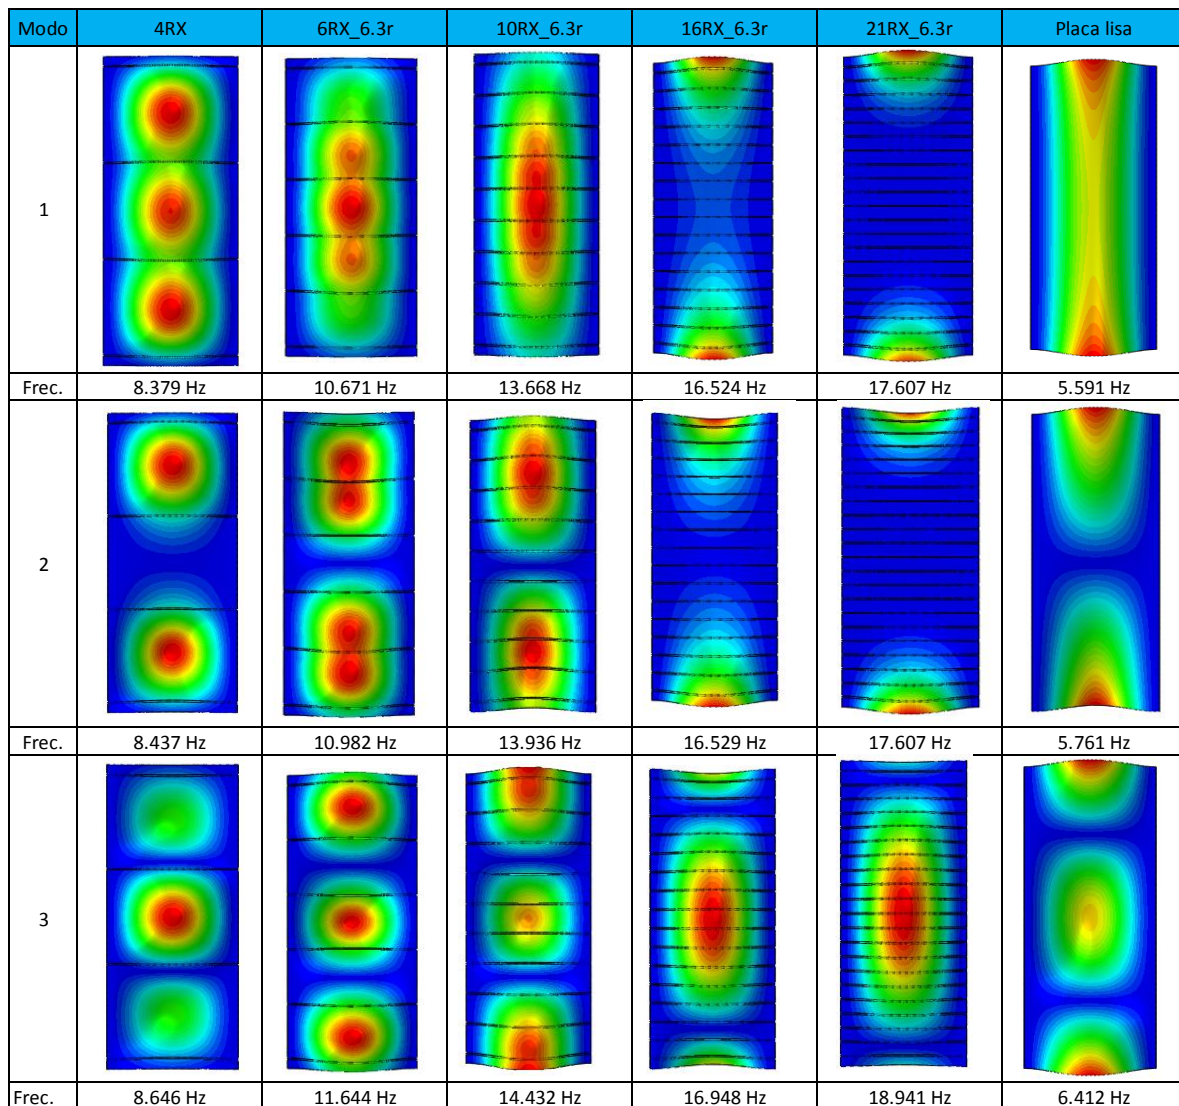 Modo 4RX 6RX_6.3r 10RX_6.3r 16RX_6.3r 21RX_6.3r Placa lisa
1
Frec. 8.379 Hz 10.671 Hz 13.668 Hz 16.524 Hz 17.607 Hz 5.591 Hz
2
Frec. 8.437 Hz 10.982 Hz 13.936 Hz 16.529 Hz 17.607 Hz 5.761 Hz
3
Frec. 8.646 Hz 11.644 Hz 14.432 Hz 16.948 Hz 18.941 Hz 6.412 Hz